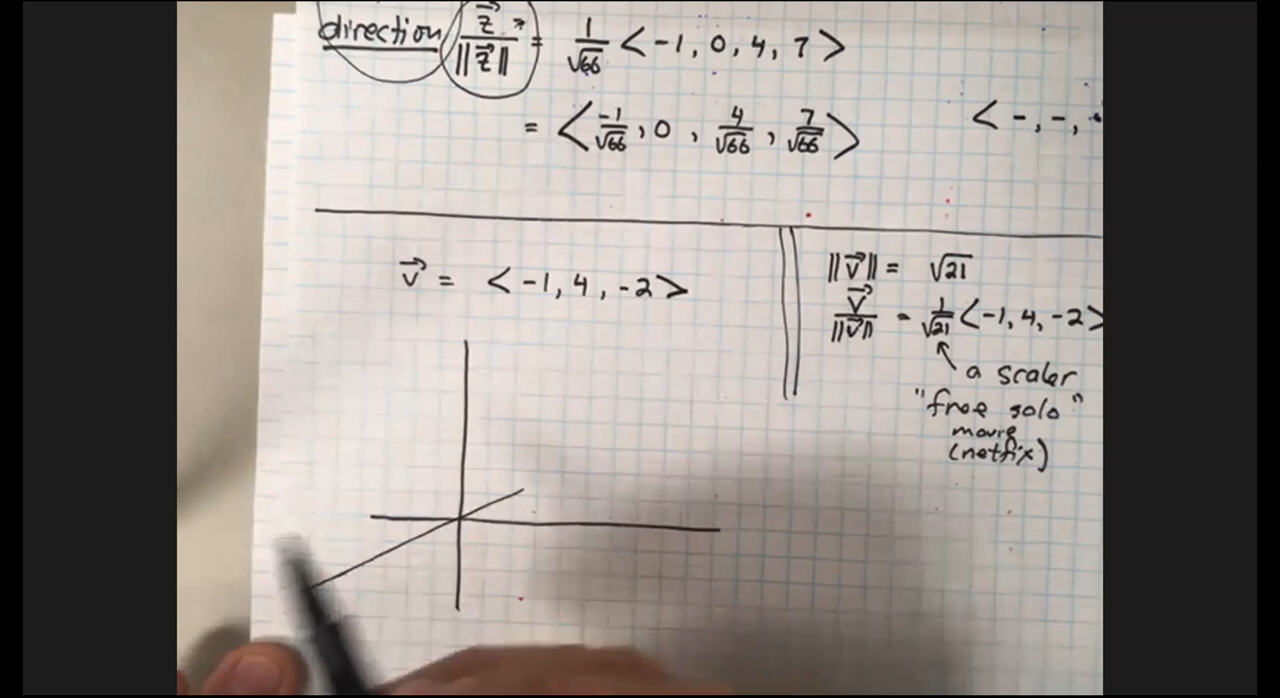 direction z⃗ / ||z⃗|| = 1/√66 < -1, 0, 4, 7 >
= < -1/√66, 0, 4/√66, 7/√66 >
< -, -,
v⃗ = < -1, 4, -2 >
||v⃗|| = √21
v⃗ / ||v⃗|| = 1/√21 < -1, 4, -2 >
a scaler
"free solo"
movie
(netfix)